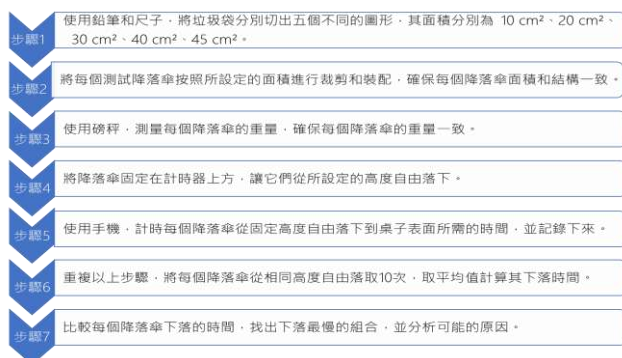 步驟1
使用鉛筆和尺子，將垃圾袋分別切出五個不同的圖形，其面積分別為 10 cm²、20 cm²、
30 cm²、40 cm²、45 cm²。
步驟2
將每個測試降落傘按照所設定的面積進行裁剪和裝配，確保每個降落傘面積和結構一致。
步驟3
使用磅秤，測量每個降落傘的重量，確保每個降落傘的重量一致。
步驟4
將降落傘固定在計時器上方，讓它們從所設定的高度自由落下。
步驟5
使用手機，計時每個降落傘從固定高度自由落下到桌子表面所需的時間，並記錄下來。
步驟6
重複以上步驟，將每個降落傘從相同高度自由落取10次，取平均值計算其下落時間。
步驟7
比較每個降落傘下落的時間，找出下落最慢的組合，並分析可能的原因。